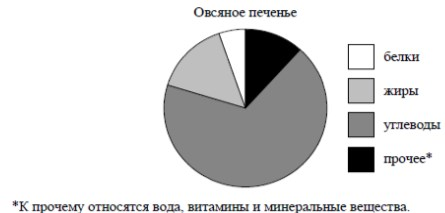 Овсяное печенье
белки
жиры
углеводы
прочее*
*К прочему относятся вода, витамины и минеральные вещества.